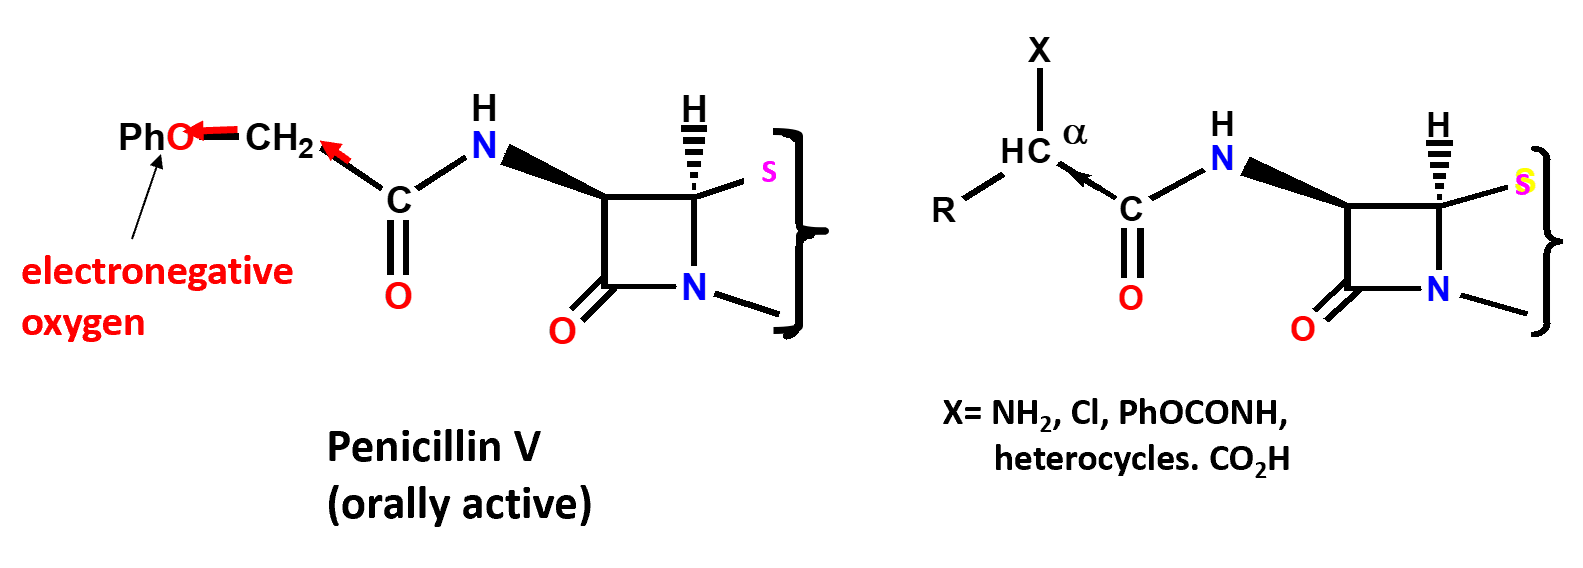 PhO CH₂
H
N
H
S
C
O
O
N
electronegative
oxygen
Penicillin V
(orally active)
X
HC α
R
H
N
H
S
C
O
O
N
X= NH₂, Cl, PhOCONH,
heterocycles. CO₂H